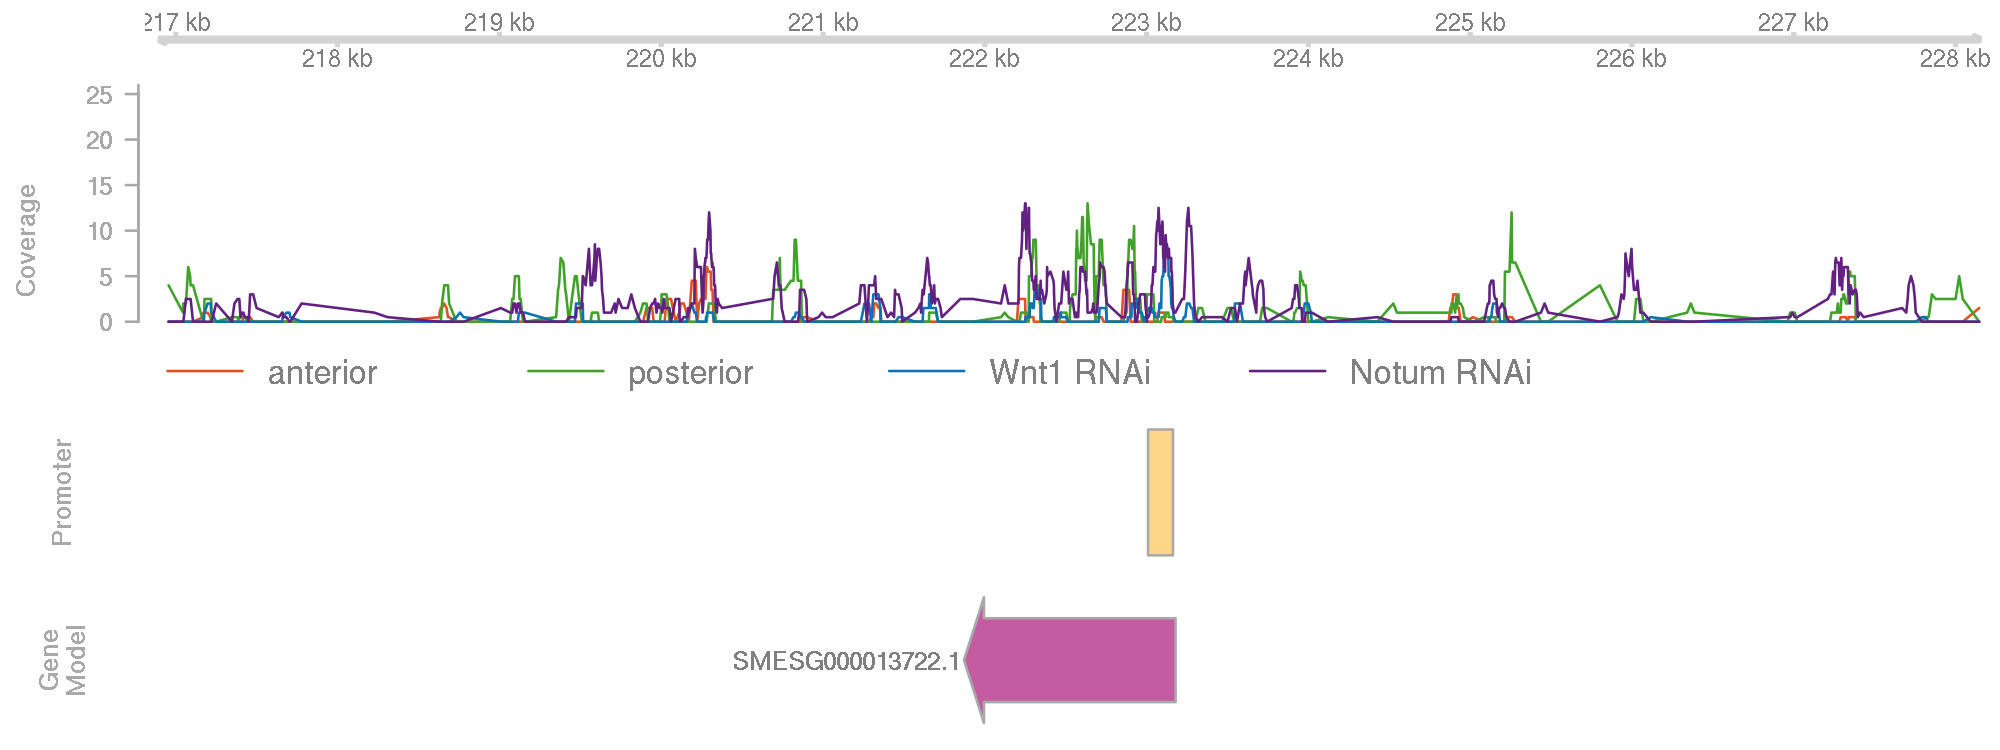 217 kb 219 kb 221 kb 223 kb 225 kb 227 kb
218 kb 220 kb 222 kb 224 kb 226 kb 228 kb
Coverage
25
20
15
10
5
0
anterior posterior Wnt1 RNAi Notum RNAi
Promoter
Gene
Model
SMESG000013722.1